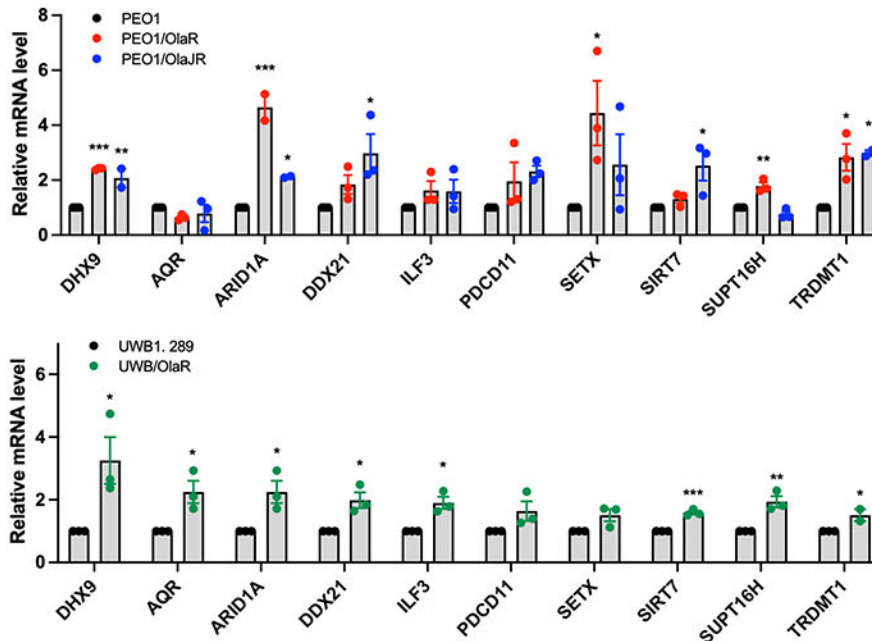 Relative mRNA level
8
6
4
2
0
PEO1
PEO1/OlaR
PEO1/OlaJR
*** ** *** * * * * ** * *
DHX9 AQR ARID1A DDX21 ILF3 PDCD11 SETX SIRT7 SUPT16H TRDMT1
Relative mRNA level
6
4
2
0
UWB1. 289
UWB/OlaR
* * * * * *** ** *
DHX9 AQR ARID1A DDX21 ILF3 PDCD11 SETX SIRT7 SUPT16H TRDMT1